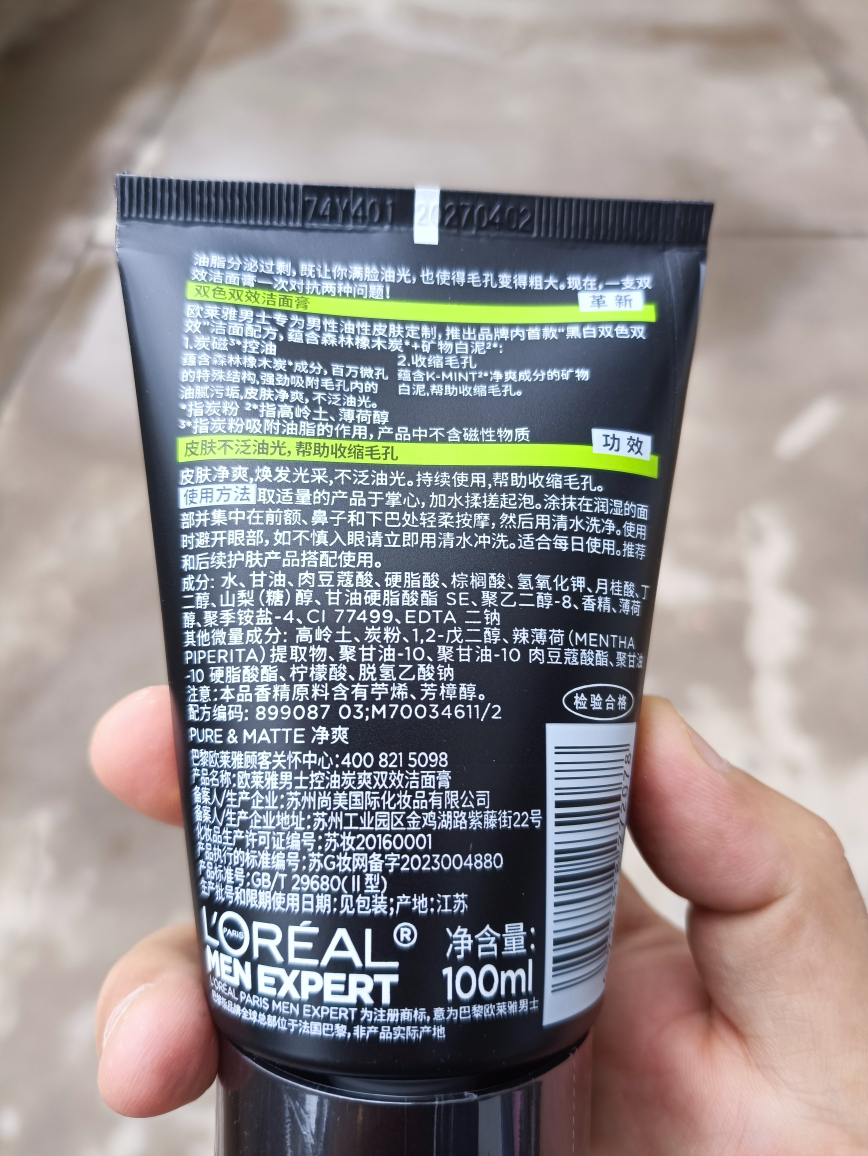 74Y401 20270402
油脂分泌过剩,既让你满脸油光,也使得毛孔变得粗大。现在,一支双
效洁面膏一次对抗两种问题!
双色双效洁面膏
革新
欧莱雅男士专为男性油性皮肤定制,推出品牌内首款"黑白双色双
效"洁面配方,蕴含森林橡木炭*+矿物白泥²*:
1.炭磁³*控油
蕴含森林橡木炭*成分,百万微孔
的特殊结构,强劲吸附毛孔内的
油腻污垢,皮肤净爽,不泛油光。
2.收缩毛孔
蕴含K-MINT²*净爽成分的矿物
白泥,帮助收缩毛孔。
*指炭粉 ²*指高岭土、薄荷醇
³*指炭粉吸附油脂的作用,产品中不含磁性物质
皮肤不泛油光,帮助收缩毛孔
功效
皮肤净爽,焕发光采,不泛油光。持续使用,帮助收缩毛孔。
使用方法 取适量的产品于掌心,加水揉搓起泡。涂抹在润湿的面
部并集中在前额、鼻子和下巴处轻柔按摩,然后用清水洗净。使用
时避开眼部,如不慎入眼请立即用清水冲洗。适合每日使用。推荐
和后续护肤产品搭配使用。
成分: 水、甘油、肉豆蔻酸、硬脂酸、棕榈酸、氢氧化钾、月桂酸、丁
二醇、山梨(糖)醇、甘油硬脂酸酯 SE、聚乙二醇-8、香精、薄荷
醇、聚季铵盐-4、CI 77499、EDTA 二钠
其他微量成分: 高岭土、炭粉、1,2-戊二醇、辣薄荷(MENTHA
PIPERITA)提取物、聚甘油-10、聚甘油-10 肉豆蔻酸酯、聚甘油
-10 硬脂酸酯、柠檬酸、脱氢乙酸钠
注意:本品香精原料含有苧烯、芳樟醇。
配方编码: 899087 03;M70034611/2
检验合格
PURE & MATTE 净爽
巴黎欧莱雅顾客关怀中心:400 821 5098
产品名称:欧莱雅男士控油炭爽双效洁面膏
备案人/生产企业:苏州尚美国际化妆品有限公司
备案人/生产企业地址:苏州工业园区金鸡湖路紫藤街22号
化妆品生产许可证编号:苏妆20160001
产品执行的标准编号:苏G妆网备字2023004880
产品标准号:GB/T 29680(II型)
生产批号和限期使用日期:见包装;产地:江苏
L'ORÉAL®
PARIS
MEN EXPERT
净含量:
100ml
L'ORÉAL PARIS MEN EXPERT 为注册商标,意为巴黎欧莱雅男士
品牌全球总部位于法国巴黎,非产品实际产地